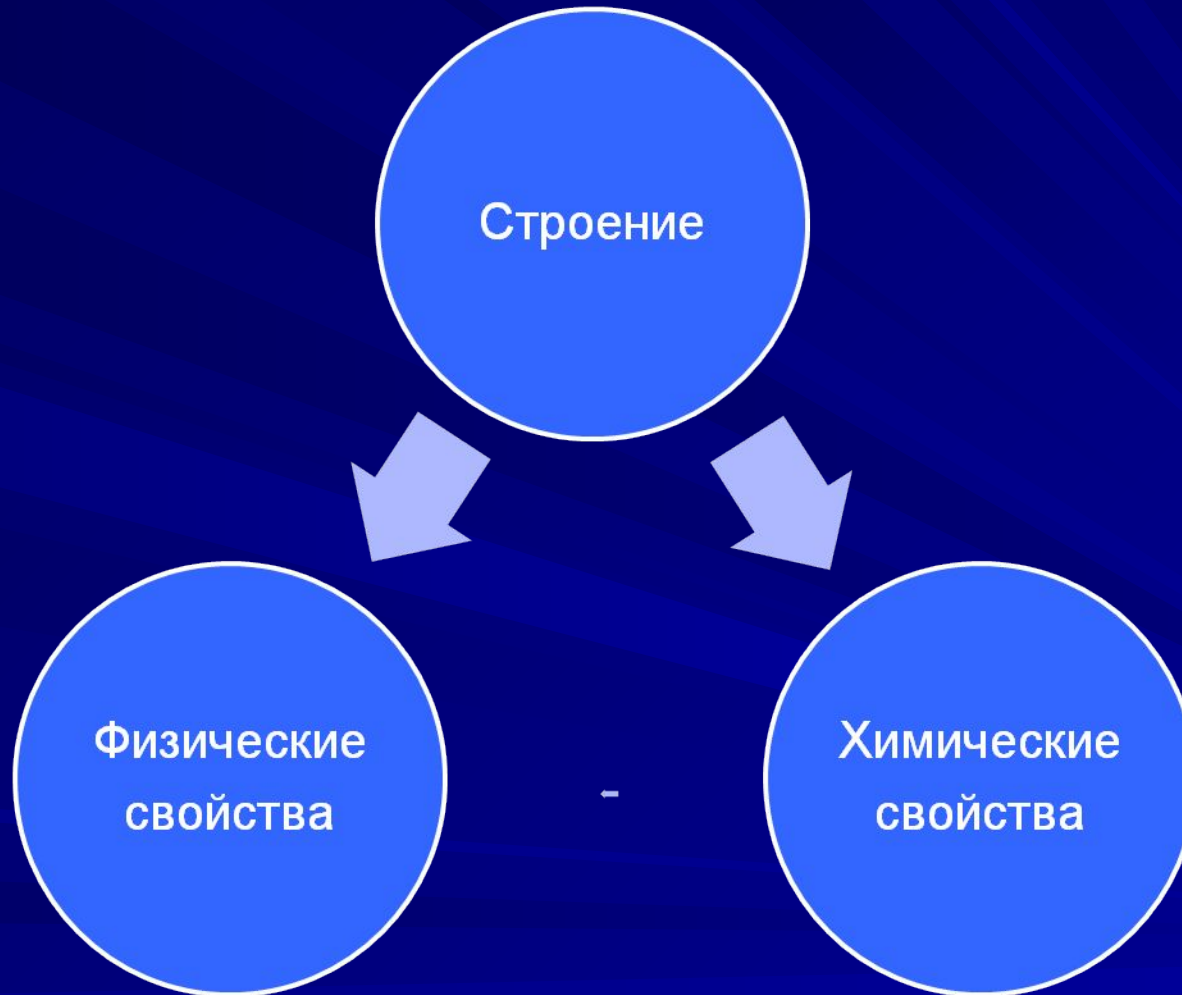 Строение
Физические
свойства
Химические
свойства